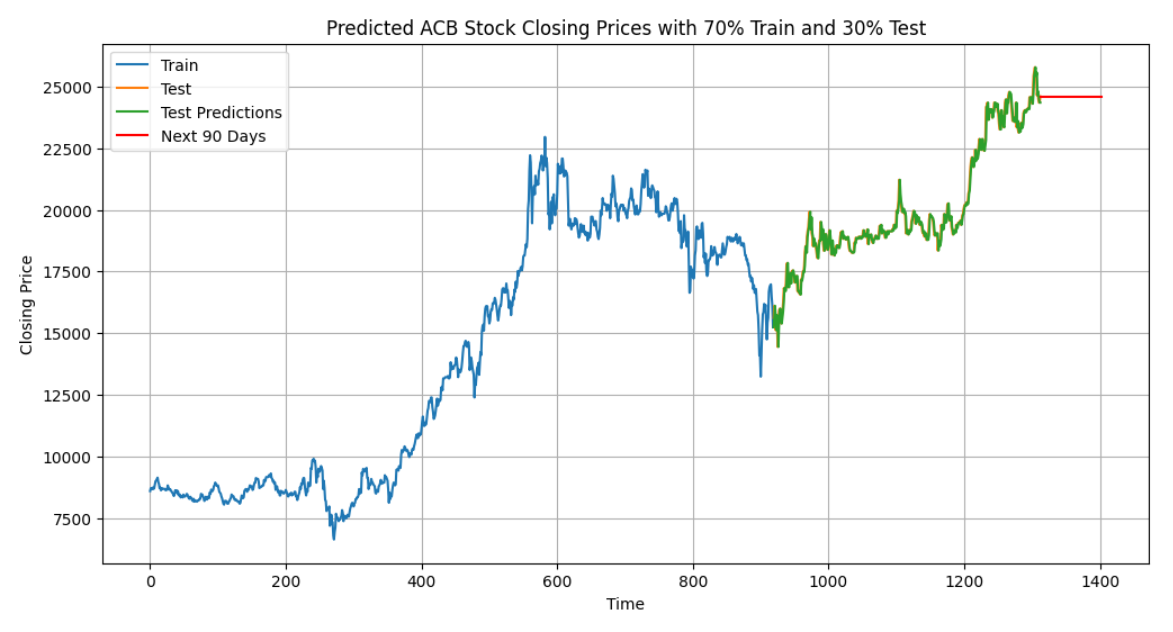 Predicted ACB Stock Closing Prices with 70% Train and 30% Test
Train
Test
Test Predictions
Next 90 Days
25000
22500
20000
17500
15000
12500
10000
7500
Closing Price
0 200 400 600 800 1000 1200 1400
Time